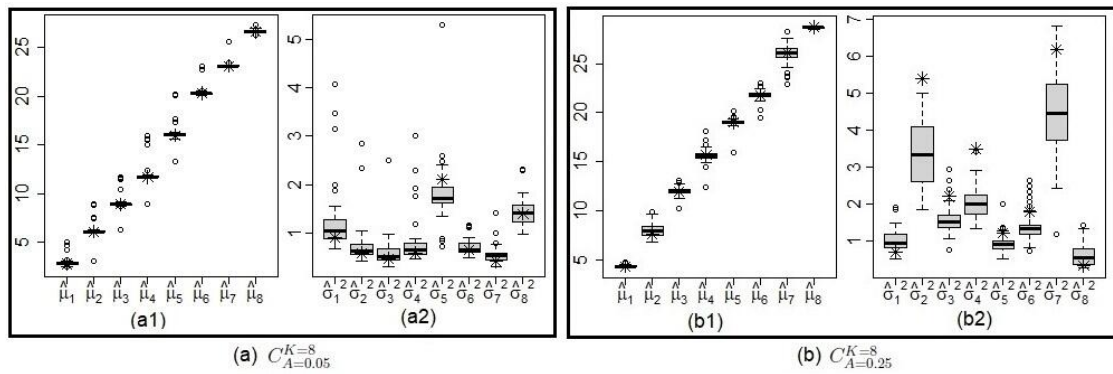 25
20
15
10
5
μ̂₁ μ̂₂ μ̂₃ μ̂₄ μ̂₅ μ̂₆ μ̂₇ μ̂₈
(a1)
5
4
3
2
1
σ̂₁² σ̂₂² σ̂₃² σ̂₄² σ̂₅² σ̂₆² σ̂₇² σ̂₈²
(a2)
25
20
15
10
5
μ̂₁ μ̂₂ μ̂₃ μ̂₄ μ̂₅ μ̂₆ μ̂₇ μ̂₈
(b1)
7
6
5
4
3
2
1
σ̂₁² σ̂₂² σ̂₃² σ̂₄² σ̂₅² σ̂₆² σ̂₇² σ̂₈²
(b2)
(a) $C_{A=0.05}^{K=8}$
(b) $C_{A=0.25}^{K=8}$